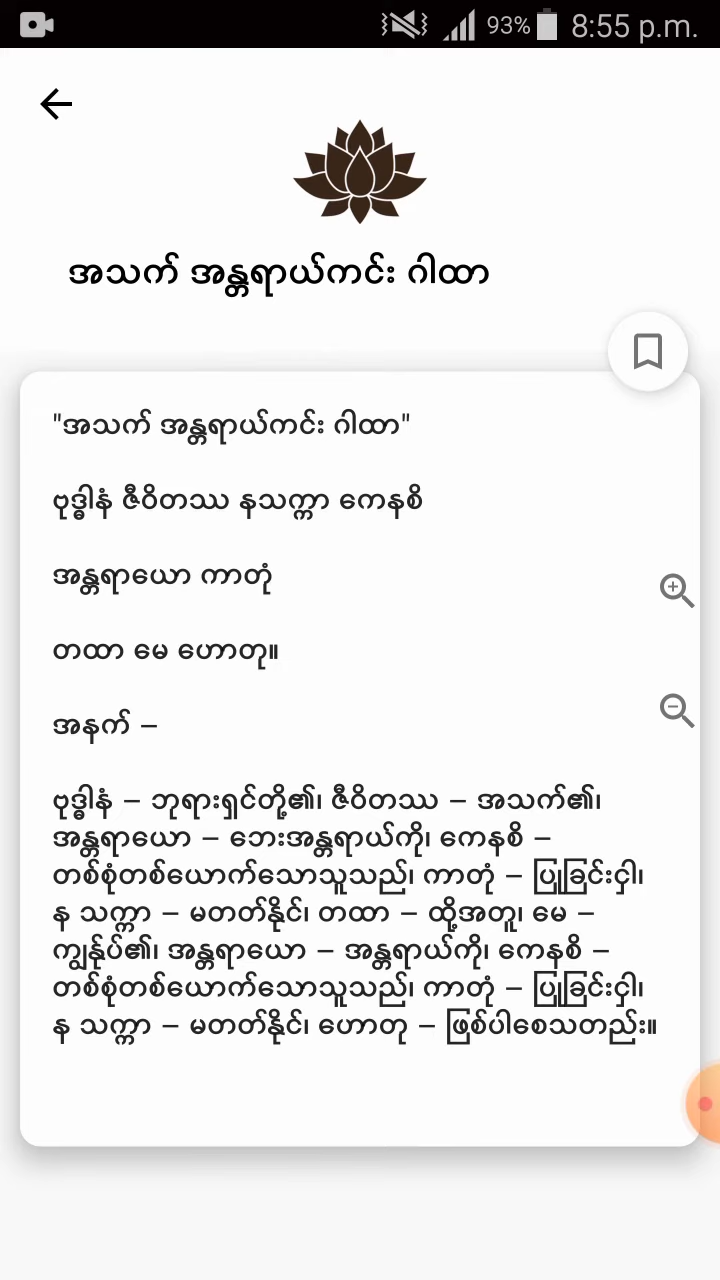 93% 8:55 p.m.
အသက် အန္တရာယ်ကင်း ဂါထာ
"အသက် အန္တရာယ်ကင်း ဂါထာ"
ဗုဒ္ဓါနံ ဇီဝိတဿ နသက္ကာ ကေနစိ
အန္တရာယော ကာတုံ
တထာ မေ ဟောတု။
အနက် –
ဗုဒ္ဓါနံ – ဘုရားရှင်တို့၏၊ ဇီဝိတဿ – အသက်၏၊
အန္တရာယော – ဘေးအန္တရာယ်ကို၊ ကေနစိ –
တစ်စုံတစ်ယောက်သောသူသည်၊ ကာတုံ – ပြုခြင်းငှါ၊
န သက္ကာ – မတတ်နိုင်၊ တထာ – ထို့အတူ၊ မေ –
ကျွန်ုပ်၏၊ အန္တရာယော – အန္တရာယ်ကို၊ ကေနစိ –
တစ်စုံတစ်ယောက်သောသူသည်၊ ကာတုံ – ပြုခြင်းငှါ၊
န သက္ကာ – မတတ်နိုင်၊ ဟောတု – ဖြစ်ပါစေသတည်း။